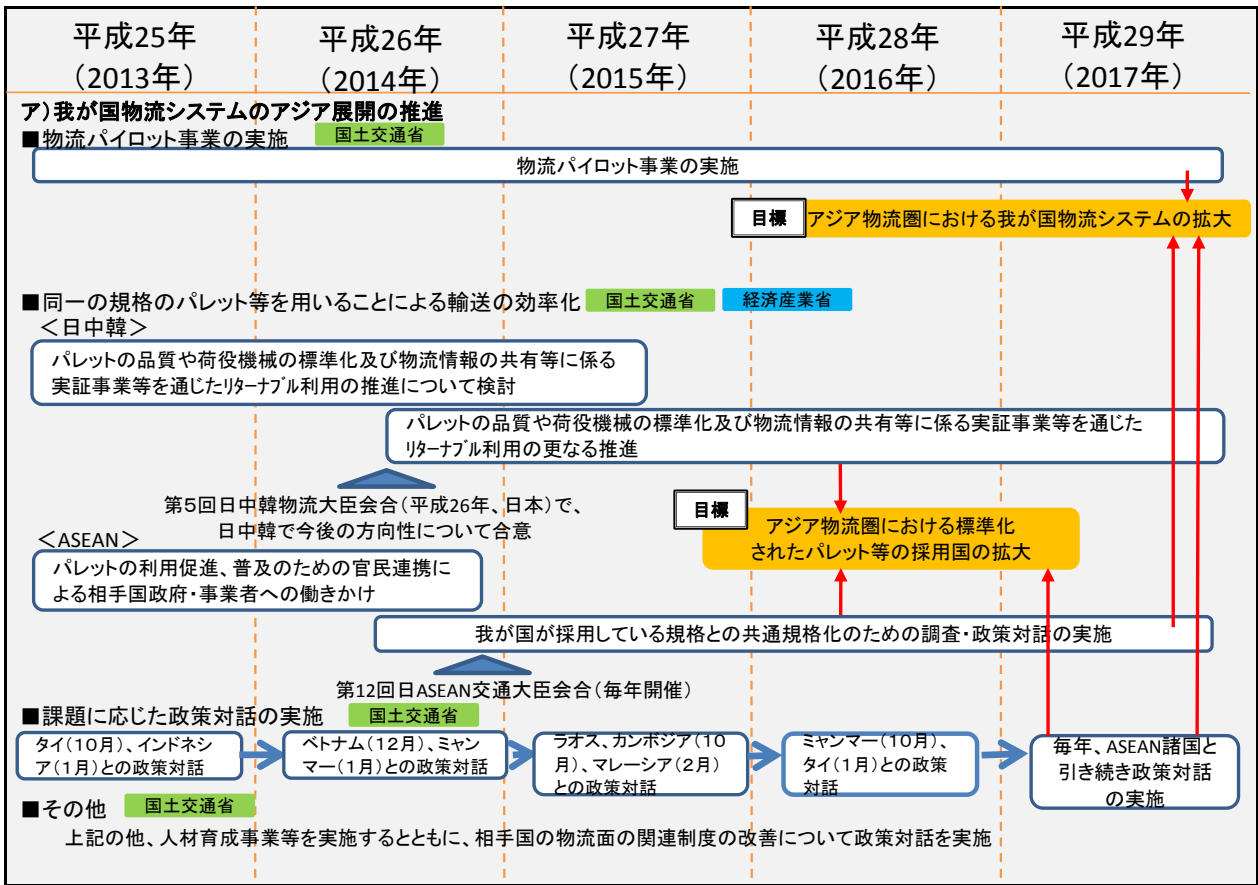 平成25年
(2013年)
平成26年
(2014年)
平成27年
(2015年)
平成28年
(2016年)
平成29年
(2017年)
ア)我が国物流システムのアジア展開の推進
■物流パイロット事業の実施
国土交通省
物流パイロット事業の実施
目標
アジア物流圏における我が国物流システムの拡大
■同一の規格のパレット等を用いることによる輸送の効率化
国土交通省
経済産業省
<日中韓>
パレットの品質や荷役機械の標準化及び物流情報の共有等に係る
実証事業等を通じたリターナブル利用の推進について検討
パレットの品質や荷役機械の標準化及び物流情報の共有等に係る実証事業等を通じた
リターナブル利用の更なる推進
第5回日中韓物流大臣会合(平成26年、日本)で、
日中韓で今後の方向性について合意
目標
アジア物流圏における標準化
されたパレット等の採用国の拡大
<ASEAN>
パレットの利用促進、普及のための官民連携に
よる相手国政府・事業者への働きかけ
我が国が採用している規格との共通規格化のための調査・政策対話の実施
第12回日ASEAN交通大臣会合(毎年開催)
■課題に応じた政策対話の実施
国土交通省
タイ(10月)、インドネシ
ア(1月)との政策対話
ベトナム(12月)、ミャン
マー(1月)との政策対話
ラオス、カンボジア(10
月)、マレーシア(2月)
との政策対話
ミャンマー(10月)、
タイ(1月)との政策
対話
毎年、ASEAN諸国と
引き続き政策対話
の実施
■その他
国土交通省
上記の他、人材育成事業等を実施するとともに、相手国の物流面の関連制度の改善について政策対話を実施